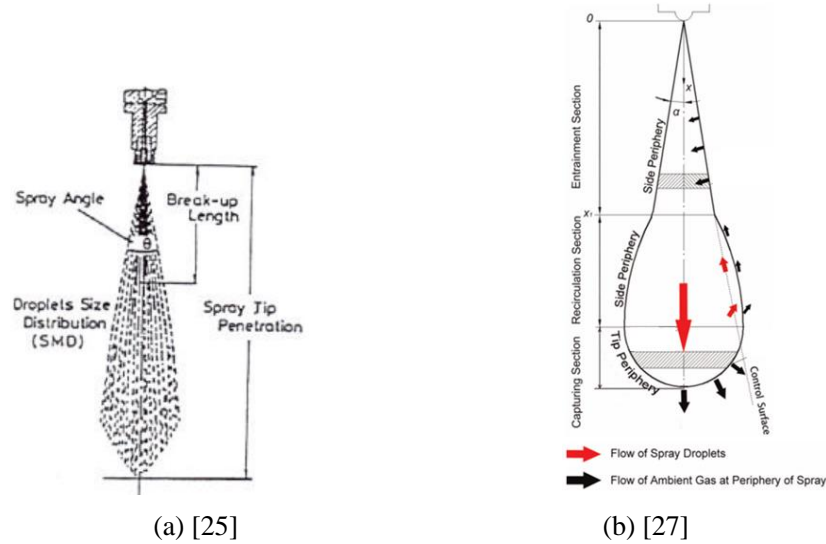 Spray Angle
Break-up
Length
θ
Droplets Size
Distribution
(SMD)
Spray Tip
Penetration
(a) [25]
0
x
α
Entrainment Section
Side Periphery
x₁
Recirculation Section
Side Periphery
Capturing Section
Tip Periphery
Control Surface
Flow of Spray Droplets
Flow of Ambient Gas at Periphery of Spray
(b) [27]